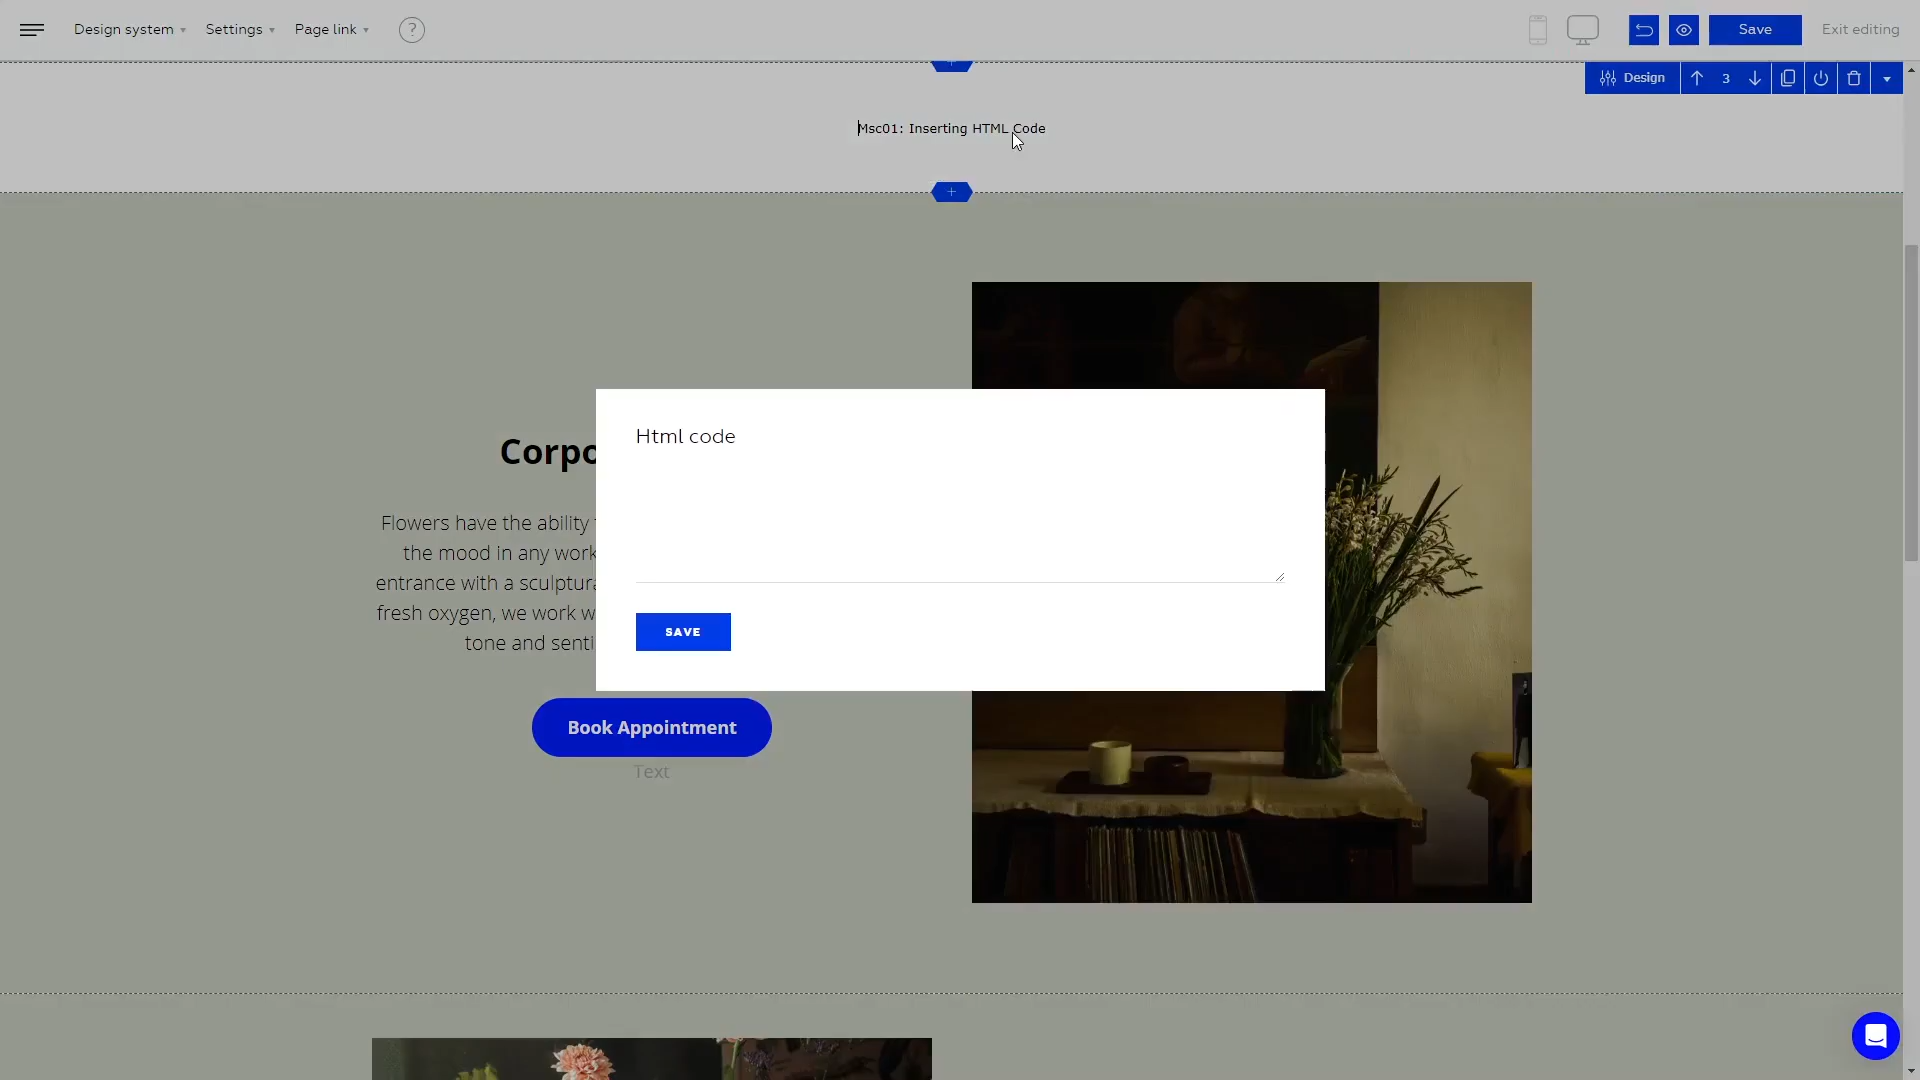 Design system
Settings
Page link
?
Save
Exit editing
Design
3
Msc01: Inserting HTML Code
Html code
SAVE
Corpo
Flowers have the ability
the mood in any work
entrance with a sculptura
fresh oxygen, we work w
tone and senti
Book Appointment
Text